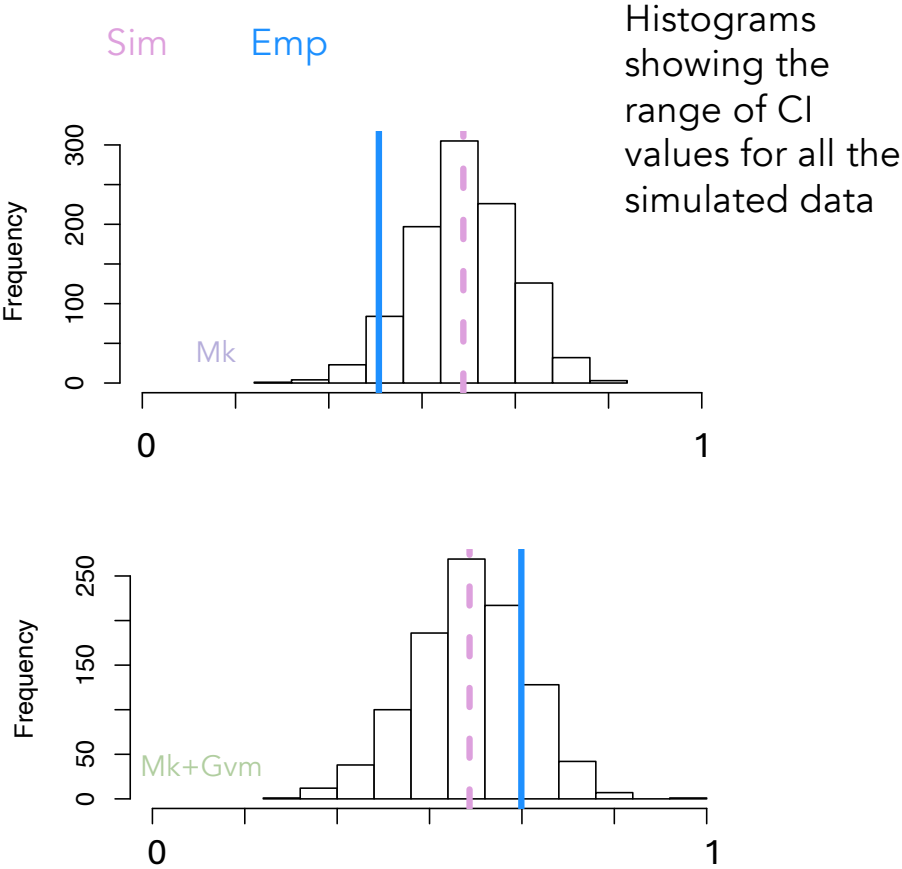 Sim Emp
Histograms
showing the
range of CI
values for all the
simulated data
Frequency
300
200
100
0
Mk
0 1
Frequency
250
150
50
0
Mk+Gvm
0 1